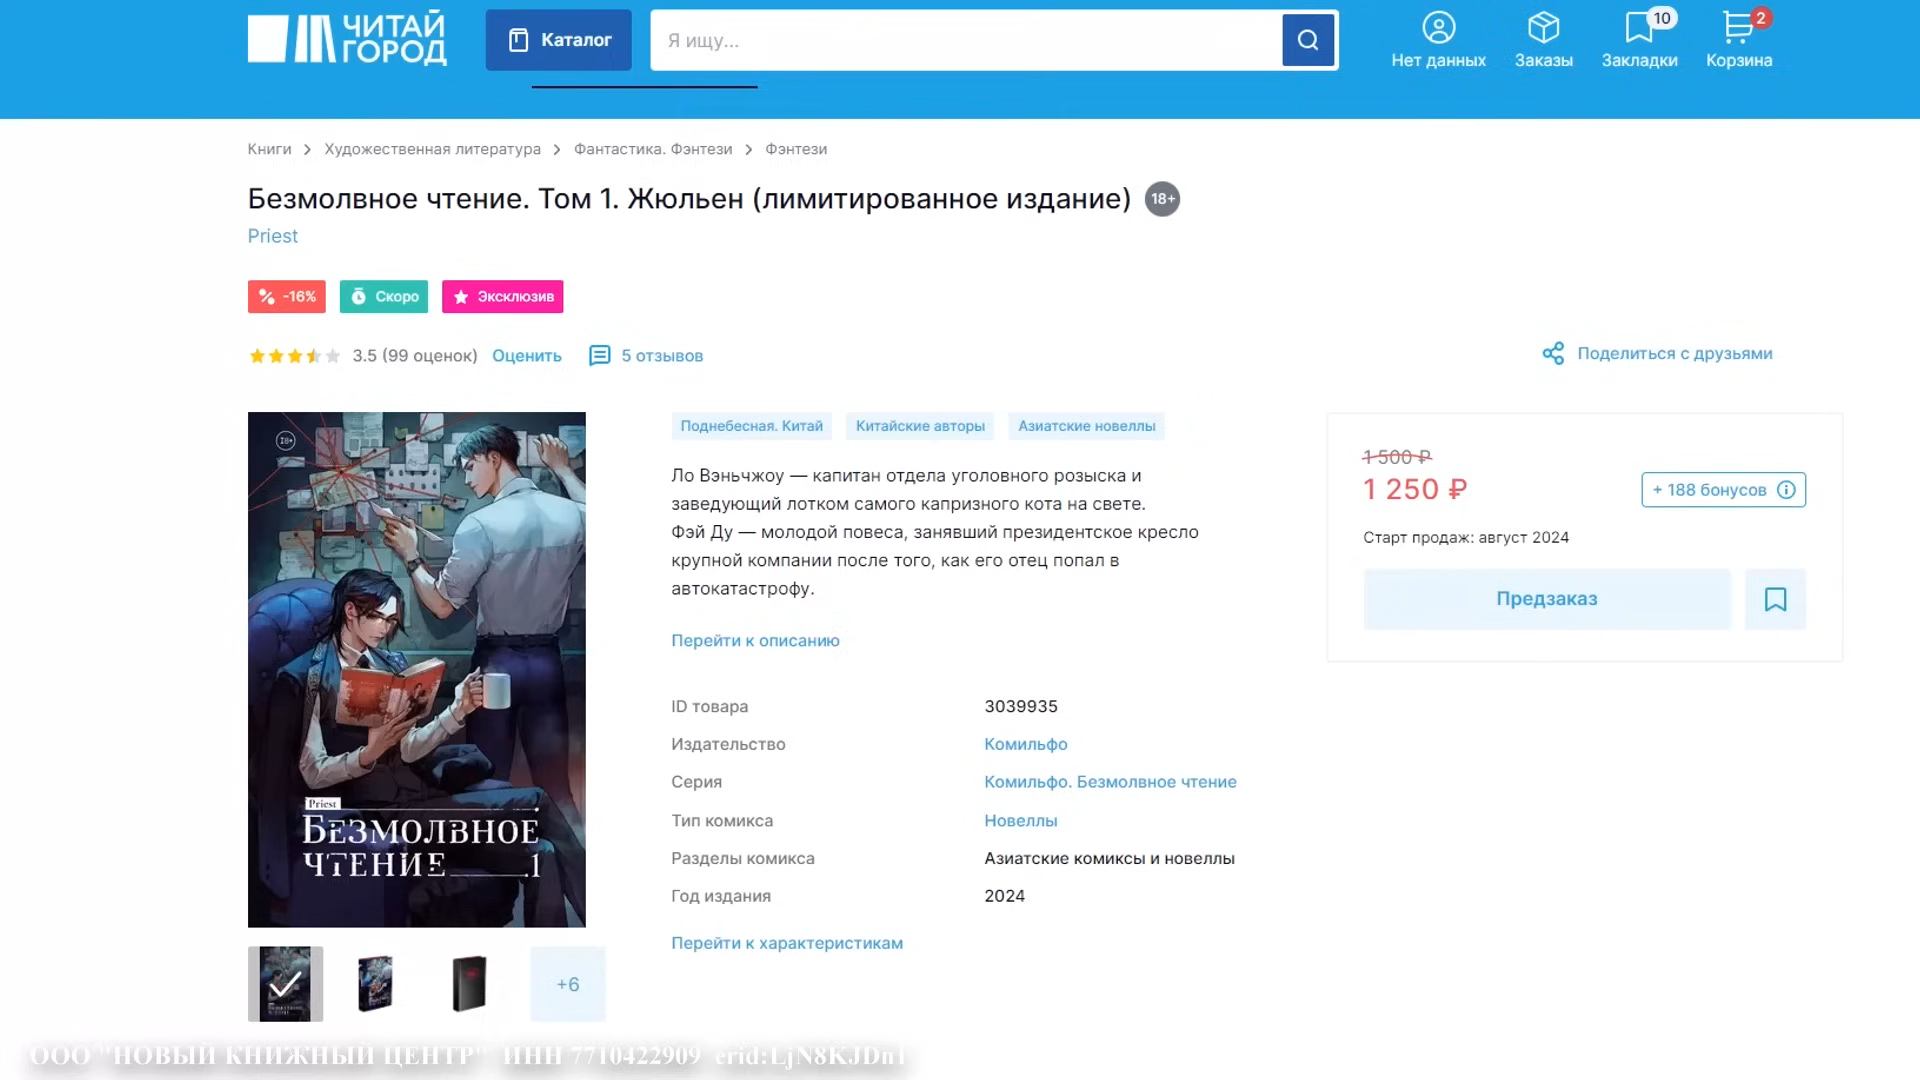 ЧИТАЙ
ГОРОД
Каталог
Я ищу...
10
2
Нет данных
Заказы
Закладки
Корзина
Книги
Художественная литература
Фантастика. Фэнтези
Фэнтези
Безмолвное чтение. Том 1. Жюльен (лимитированное издание)
18+
Priest
-16%
Скоро
Эксклюзив
3.5 (99 оценок)
Оценить
5 отзывов
Поделиться с друзьями
18+
Priest
Безмолвное
чтение 1
+6
Поднебесная. Китай
Китайские авторы
Азиатские новеллы
Ло Вэньчжоу — капитан отдела уголовного розыска и
заведующий лотком самого капризного кота на свете.
Фэй Ду — молодой повеса, занявший президентское кресло
крупной компании после того, как его отец попал в
автокатастрофу.
Перейти к описанию
ID товара 3039935
Издательство Комильфо
Серия Комильфо. Безмолвное чтение
Тип комикса Новеллы
Разделы комикса Азиатские комиксы и новеллы
Год издания 2024
Перейти к характеристикам
1 500 ₽
1 250 ₽
+ 188 бонусов
Старт продаж: август 2024
Предзаказ
ООО "НОВЫЙ КНИЖНЫЙ ЦЕНТР" ИНН 7710422909 erid:LjN8KJDn1